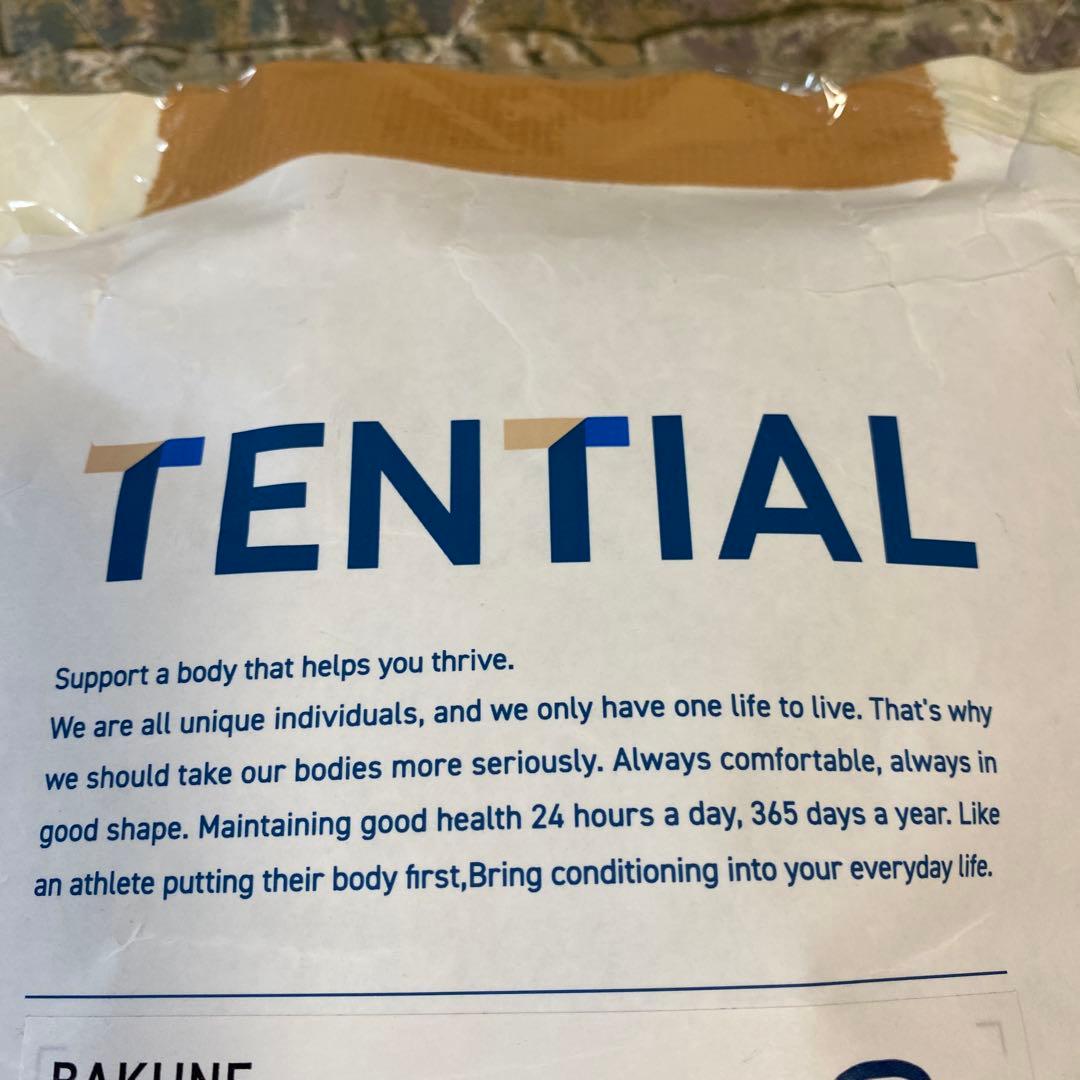 TENTIAL
Support a body that helps you thrive.
We are all unique individuals, and we only have one life to live. That's why
we should take our bodies more seriously. Always comfortable, always in
good shape. Maintaining good health 24 hours a day, 365 days a year. Like
an athlete putting their body first,Bring conditioning into your everyday life.
BAKUNE